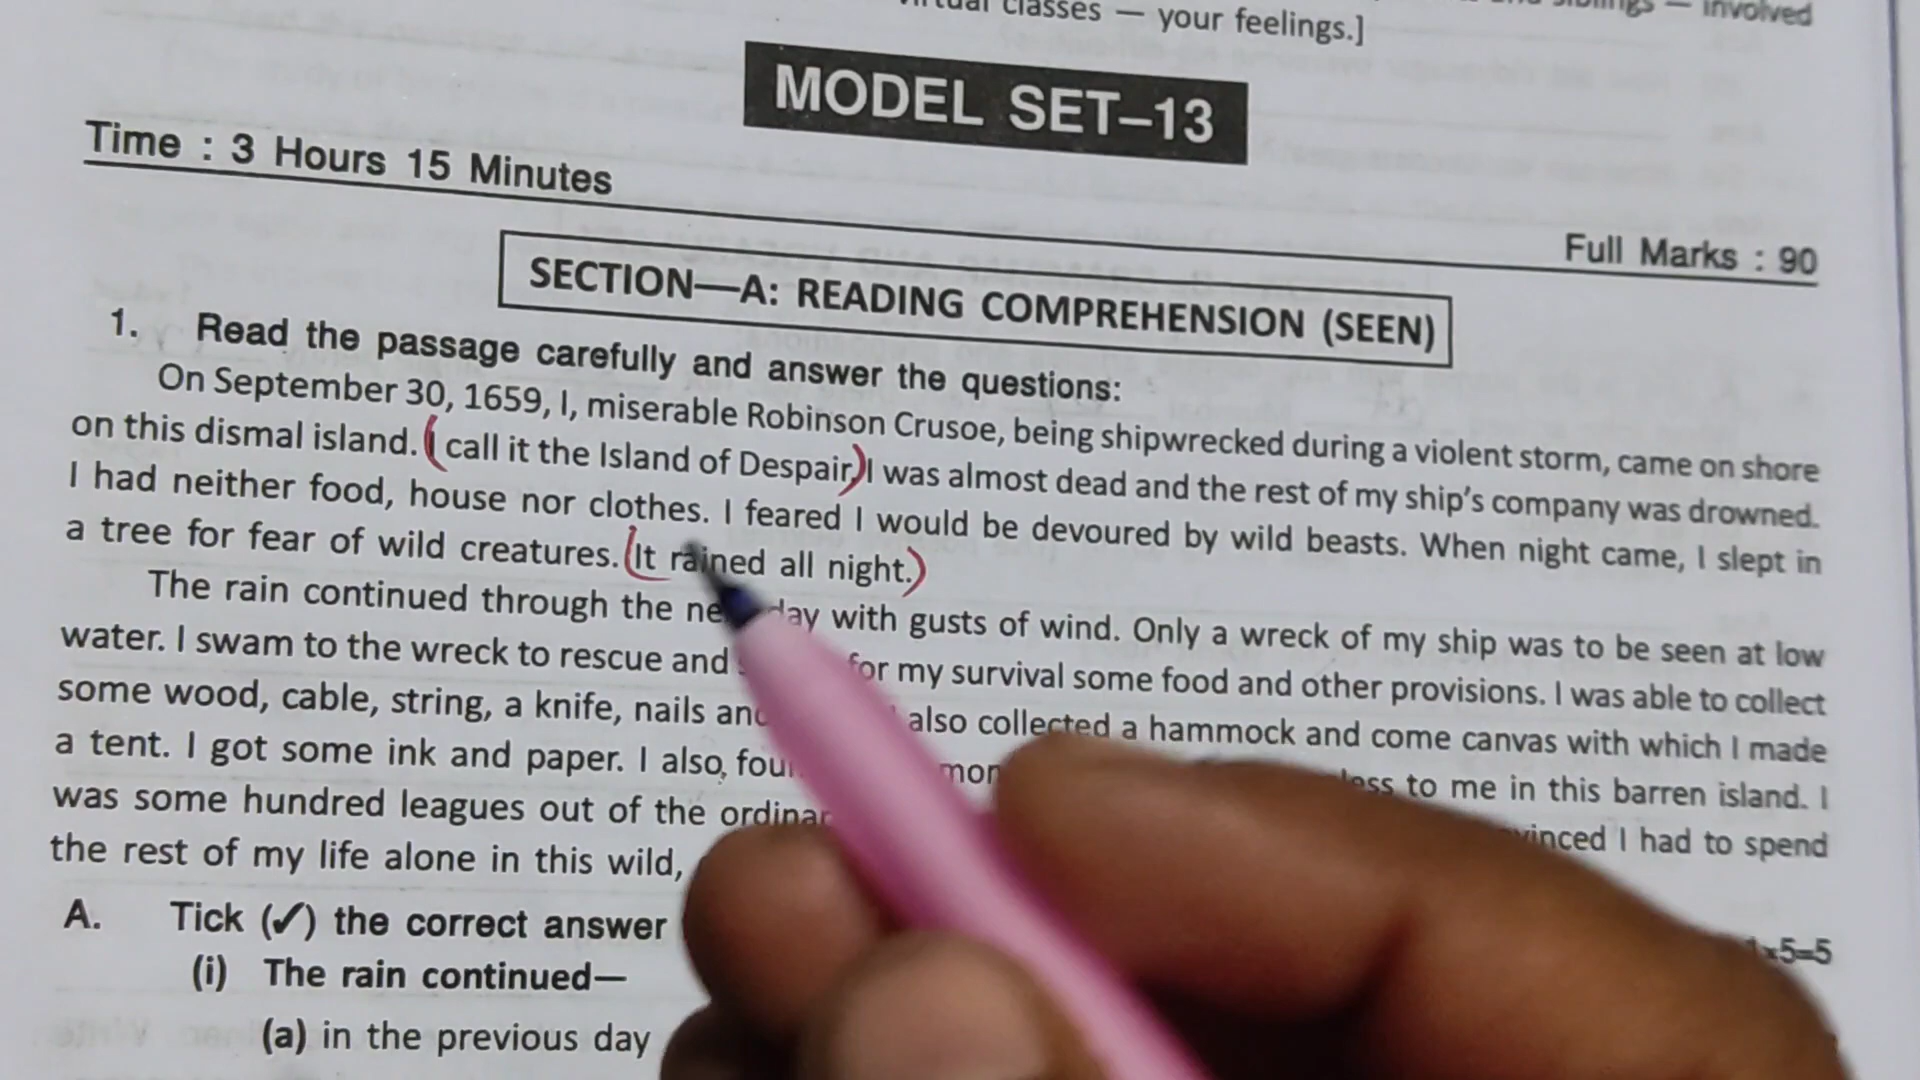 classes — your feelings.]
— involved
MODEL SET–13
Time : 3 Hours 15 Minutes
Full Marks : 90
SECTION—A: READING COMPREHENSION (SEEN)
1. Read the passage carefully and answer the questions:
On September 30, 1659, I, miserable Robinson Crusoe, being shipwrecked during a violent storm, came on shore
on this dismal island. (I call it the Island of Despair,) I was almost dead and the rest of my ship's company was drowned.
I had neither food, house nor clothes. I feared I would be devoured by wild beasts. When night came, I slept in
a tree for fear of wild creatures. (It rained all night.)
The rain continued through the day with gusts of wind. Only a wreck of my ship was to be seen at low
water. I swam to the wreck to rescue and for my survival some food and other provisions. I was able to collect
some wood, cable, string, a knife, nails and also collected a hammock and come canvas with which I made
a tent. I got some ink and paper. I also, to me in this barren island. I
was some hundred leagues out of the I had to spend
the rest of my life alone in this wild,
A. Tick (✓) the correct answer
(i) The rain continued—
(a) in the previous day